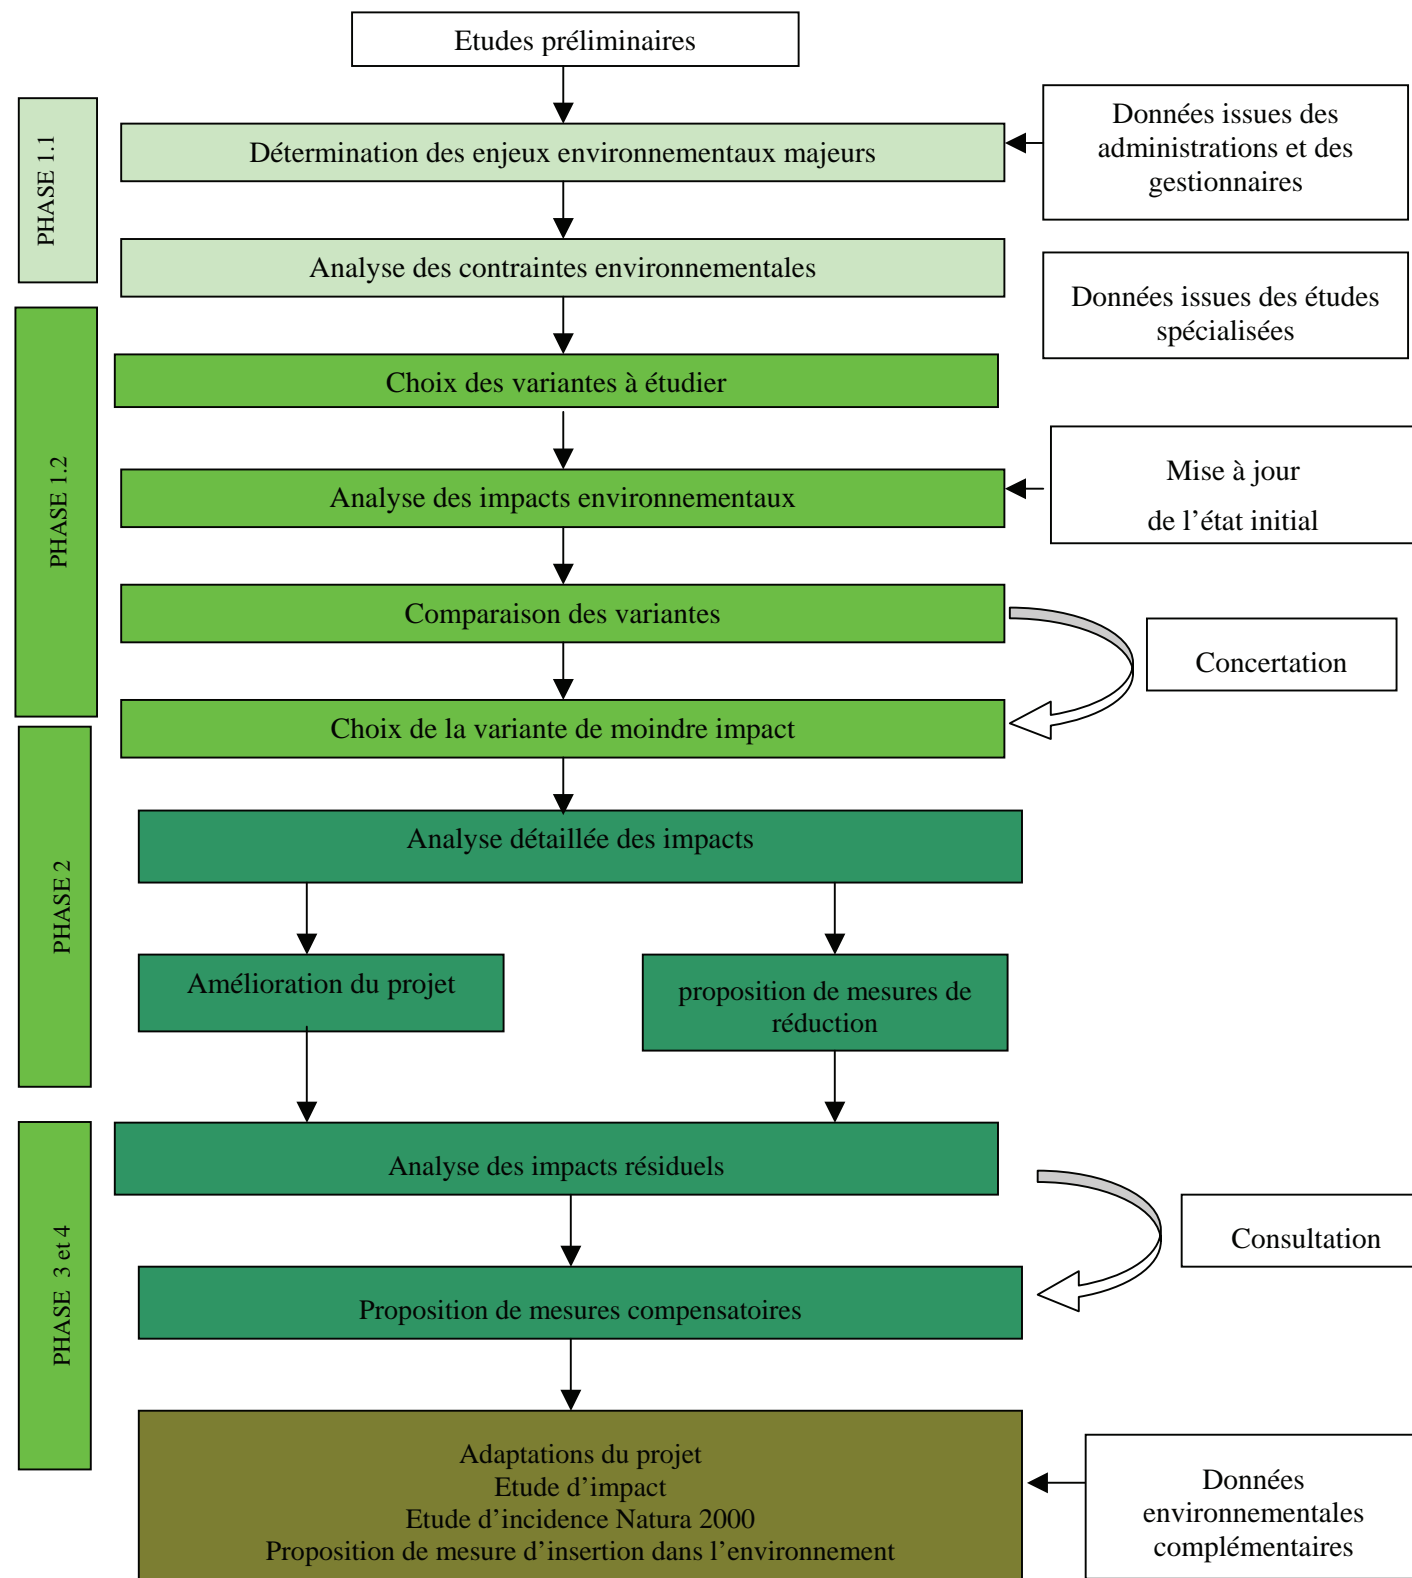 Etudes préliminaires
PHASE 1.1
Détermination des enjeux environnementaux majeurs
Données issues des
administrations et des
gestionnaires
Analyse des contraintes environnementales
Données issues des études
spécialisées
PHASE 1.2
Choix des variantes à étudier
Analyse des impacts environnementaux
Mise à jour
de l’état initial
Comparaison des variantes
Concertation
Choix de la variante de moindre impact
PHASE 2
Analyse détaillée des impacts
Amélioration du projet
proposition de mesures de
réduction
PHASE 3 et 4
Analyse des impacts résiduels
Consultation
Proposition de mesures compensatoires
Adaptations du projet
Etude d’impact
Etude d’incidence Natura 2000
Proposition de mesure d’insertion dans l’environnement
Données
environnementales
complémentaires